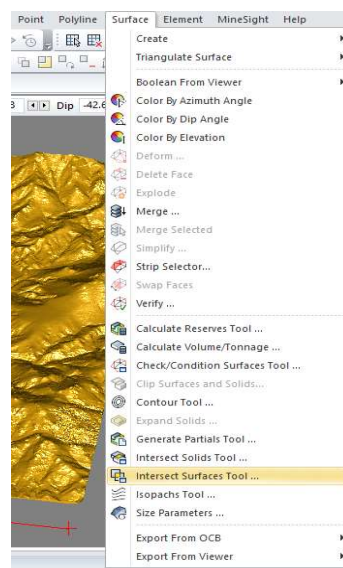 Point Polyline Surface Element MineSight Help
Create
Triangulate Surface
Boolean From Viewer
3 Dip -42.6
Color By Azimuth Angle
Color By Dip Angle
Color By Elevation
Deform ...
Delete Face
Explode
Merge ...
Merge Selected
Simplify ...
Strip Selector...
Swap Faces
Verify ...
Calculate Reserves Tool ...
Calculate Volume/Tonnage ...
Check/Condition Surfaces Tool ...
Clip Surfaces and Solids...
Contour Tool ...
Expand Solids ...
Generate Partials Tool ...
Intersect Solids Tool ...
Intersect Surfaces Tool ...
Isopachs Tool ...
Size Parameters ...
Export From OCB
Export From Viewer